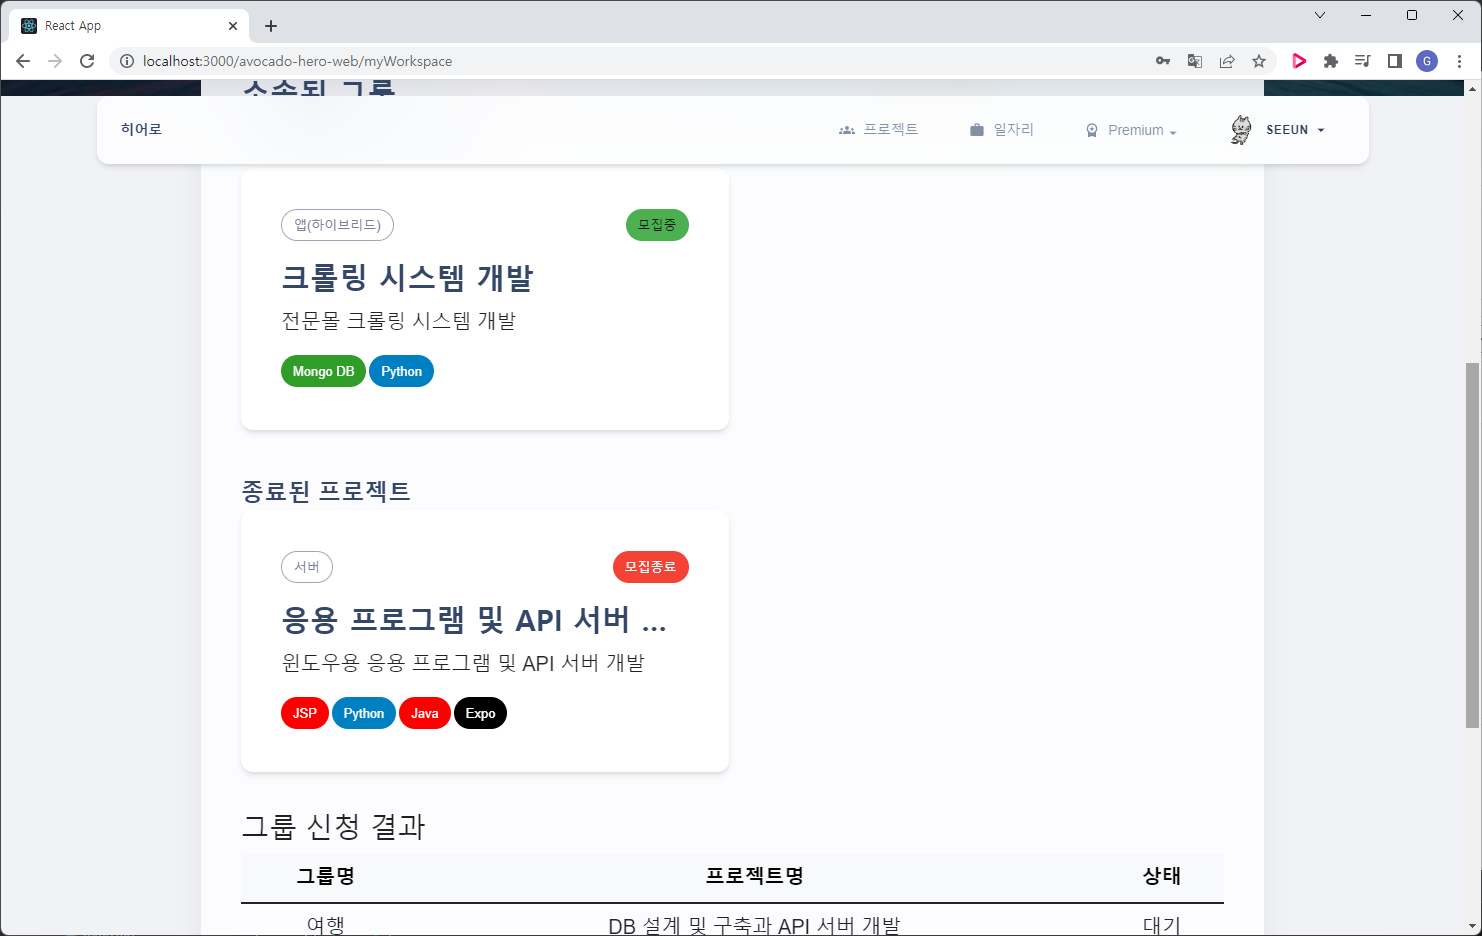 React App
localhost:3000/avocado-hero-web/myWorkspace
G
소속된 그룹
히어로
프로젝트
일자리
Premium
SEEUN
앱(하이브리드)
모집중
크롤링 시스템 개발
전문몰 크롤링 시스템 개발
Mongo DB
Python
종료된 프로젝트
서버
모집종료
응용 프로그램 및 API 서버 ...
윈도우용 응용 프로그램 및 API 서버 개발
JSP
Python
Java
Expo
그룹 신청 결과
그룹명 프로젝트명 상태
여행 DB 설계 및 구축과 API 서버 개발 대기